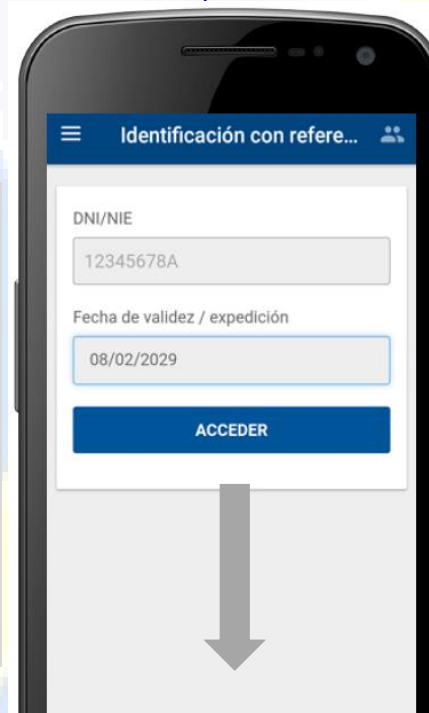 Identificación con refere...
DNI/NIE
12345678A
Fecha de validez / expedición
08/02/2029
ACCEDER